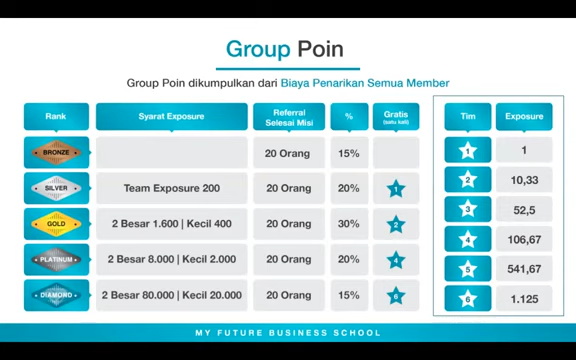 Group Poin
Group Poin dikumpulkan dari Biaya Penarikan Semua Member
Rank Syarat Exposure Referral Selesai Misi % Gratis (satu kali)
BRONZE 20 Orang 15%
SILVER Team Exposure 200 20 Orang 20% 1
GOLD 2 Besar 1.600 | Kecil 400 20 Orang 30% 2
PLATINUM 2 Besar 8.000 | Kecil 2.000 20 Orang 20% 4
DIAMORD 2 Besar 80.000 | Kecil 20.000 20 Orang 15% 6
Tim Exposure
1 1
2 10,33
3 52,5
4 106,67
5 541,67
6 1.125
MY FUTURE BUSINESS SCHOOL